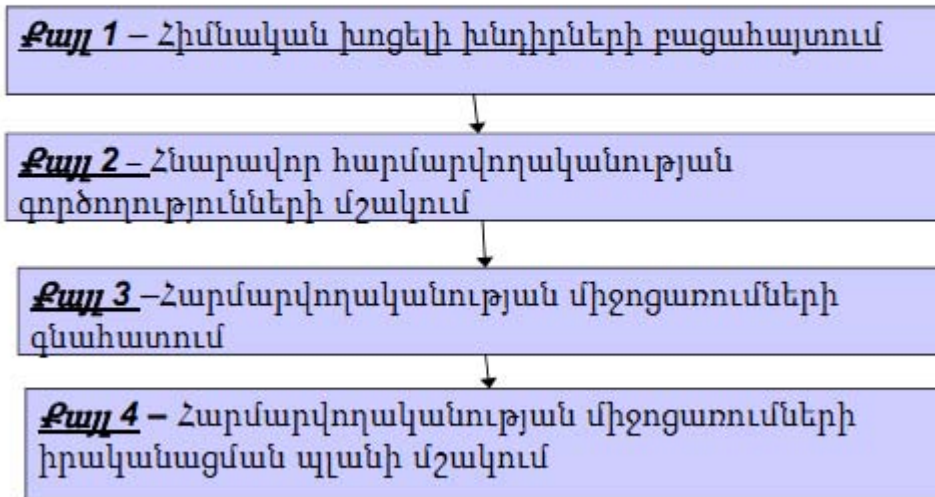 Քայլ 1 – Հիմնական խոցելի խնդիրների բացահայտում
Քայլ 2 – Հնարավոր հարմարվողականության
գործողությունների մշակում
Քայլ 3 –Հարմարվողականության միջոցառումների
գնահատում
Քայլ 4 – Հարմարվողականության միջոցառումների
իրականացման պլանի մշակում